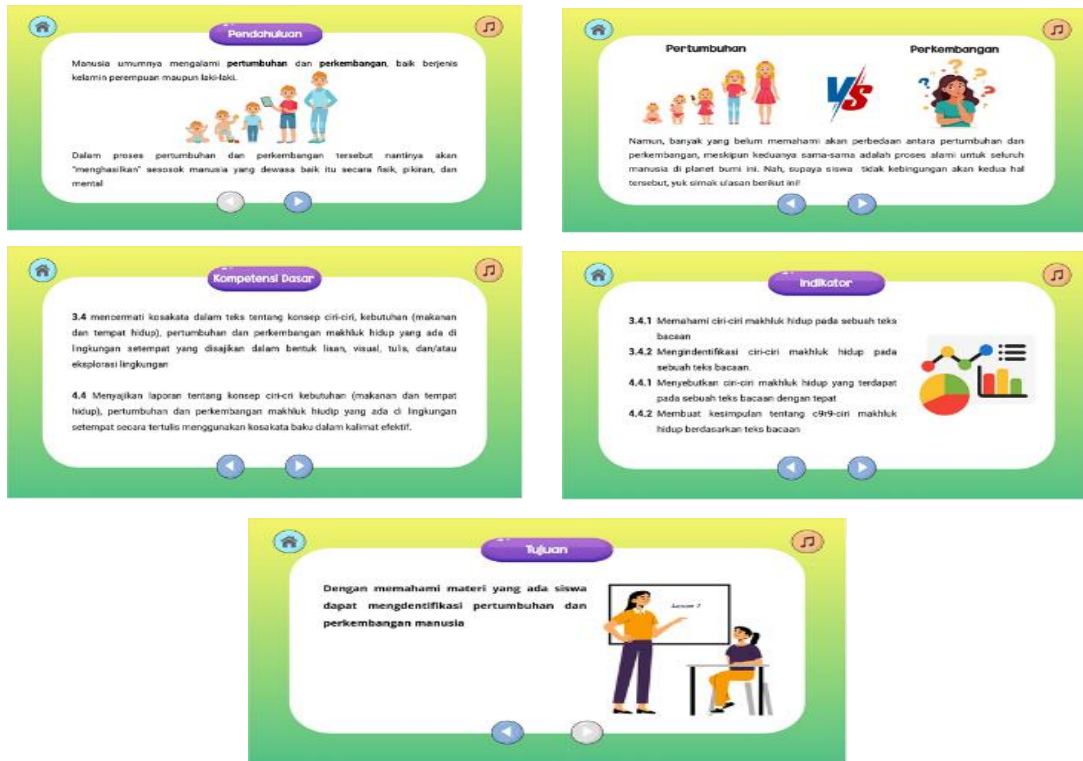 Pendahuluan
Manusia umumnya mengalami pertumbuhan dan perkembangan, baik berjenis
kelamin perempuan maupun laki-laki.
Dalam proses pertumbuhan dan perkembangan tersebut nantinya akan
"menghasilkan" sesosok manusia yang dewasa baik itu secara fisik, pikiran, dan
mental
Pertumbuhan
VS
Perkembangan
Namun, banyak yang belum memahami akan perbedaan antara pertumbuhan dan
perkembangan, meskipun keduanya sama-sama adalah proses alami untuk seluruh
manusia di planet bumi ini. Nah, supaya siswa tidak kebingungan akan kedua hal
tersebut, yuk simak ulasan berikut ini!
Kompetensi Dasar
3.4 mencermati kosakata dalam teks tentang konsep ciri-ciri, kebutuhan (makanan
dan tempat hidup), pertumbuhan dan perkembangan makhluk hidup yang ada di
lingkungan setempat yang disajikan dalam bentuk lisan, visual, tulis, dan/atau
eksplorasi lingkungan
4.4 Menyajikan laporan tentang konsep ciri-cri kebutuhan (makanan dan tempat
hidup), pertumbuhan dan perkembangan makhluk hiudip yang ada di lingkungan
setempat secara tertulis menggunakan kosakata baku dalam kalimat efektif.
Indikator
3.4.1 Memahami ciri-ciri makhluk hidup pada sebuah teks
bacaan
3.4.2 Mengindentifikasi ciri-ciri makhluk hidup pada
sebuah teks bacaan.
4.4.1 Menyebutkan ciri-ciri makhluk hidup yang terdapat
pada sebuah teks bacaan dengan tepat
4.4.2 Membuat kesimpulan tentang c9r9-ciri makhluk
hidup berdasarkan teks bacaan
Tujuan
Dengan memahami materi yang ada siswa
dapat mengdentifikasi pertumbuhan dan
perkembangan manusia